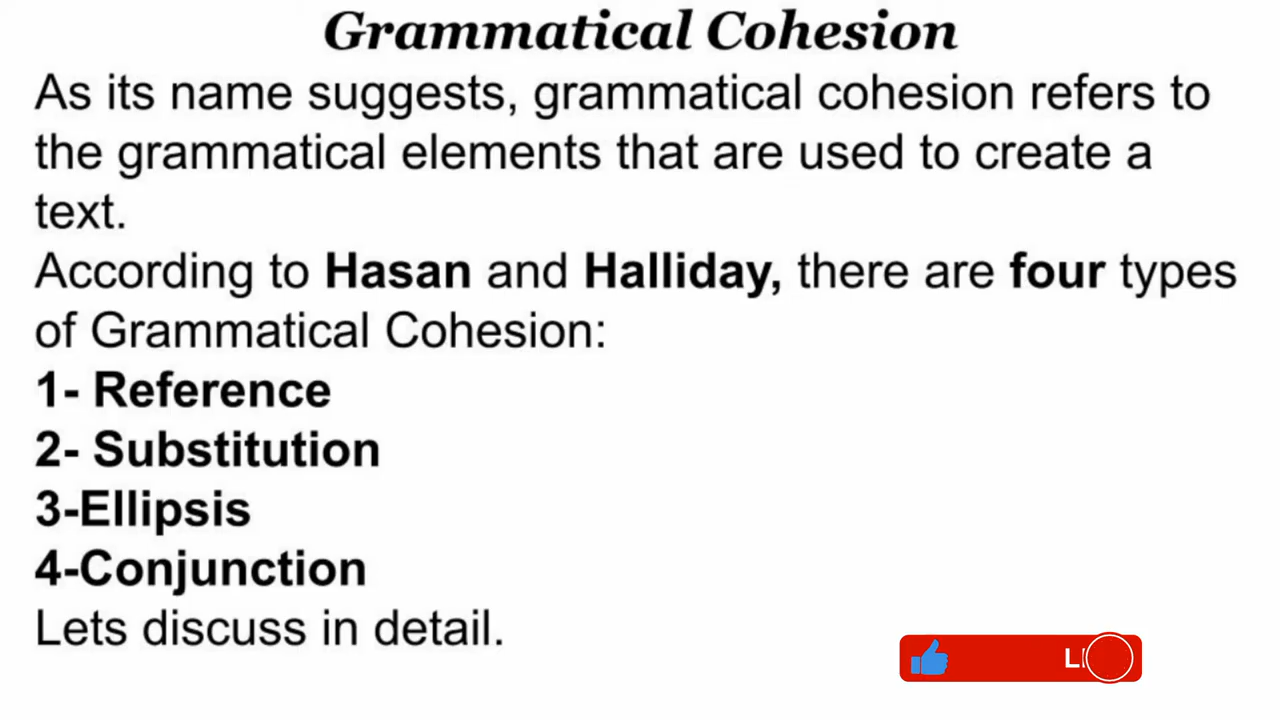 Grammatical Cohesion
As its name suggests, grammatical cohesion refers to
the grammatical elements that are used to create a
text.
According to Hasan and Halliday, there are four types
of Grammatical Cohesion:
1- Reference
2- Substitution
3-Ellipsis
4-Conjunction
Lets discuss in detail.